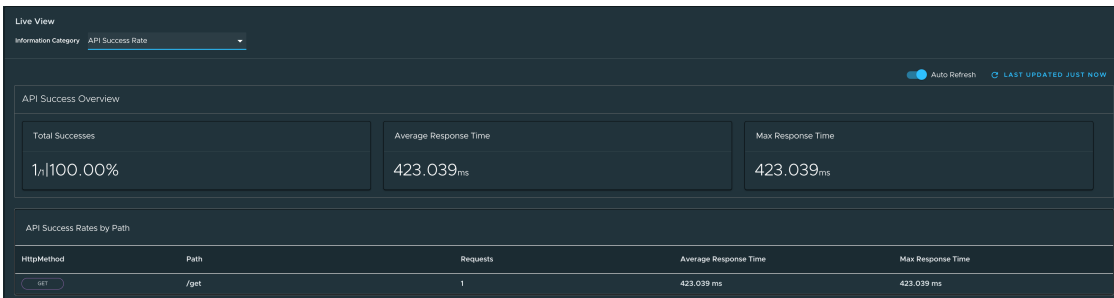 Live View
Information Category API Success Rate
Auto Refresh LAST UPDATED JUST NOW
API Success Overview
Total Successes Average Response Time Max Response Time
1/1|100.00% 423.039ms 423.039ms
API Success Rates by Path
HttpMethod Path Requests Average Response Time Max Response Time
GET /get 1 423.039 ms 423.039 ms